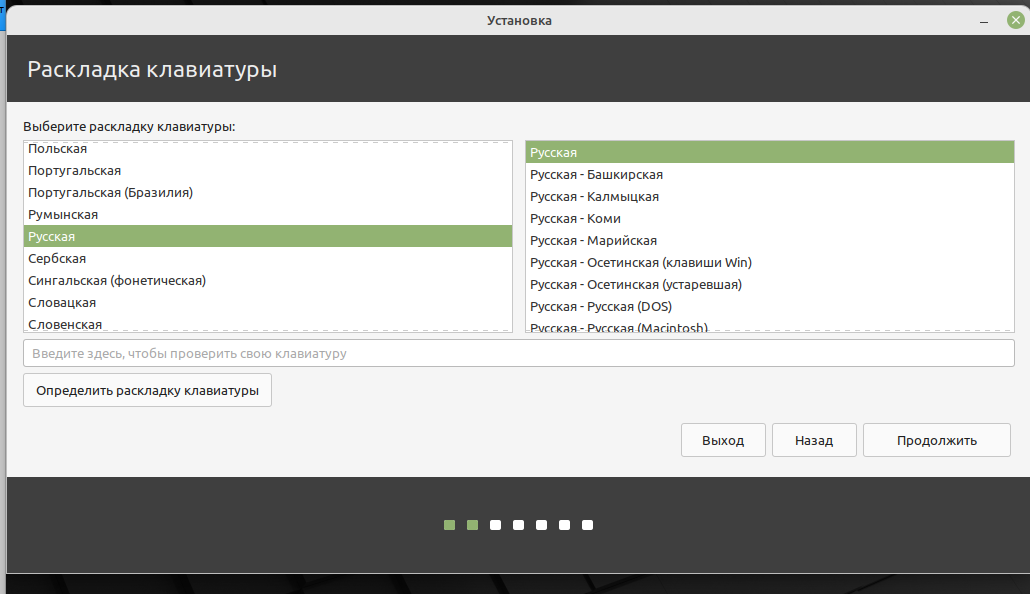 Установка
Раскладка клавиатуры
Выберите раскладку клавиатуры:
Польская
Португальская
Португальская (Бразилия)
Румынская
Русская
Сербская
Сингальская (фонетическая)
Словацкая
Словенская
Русская
Русская - Башкирская
Русская - Калмыцкая
Русская - Коми
Русская - Марийская
Русская - Осетинская (клавиши Win)
Русская - Осетинская (устаревшая)
Русская - Русская (DOS)
Русская - Русская (Macintosh)
Введите здесь, чтобы проверить свою клавиатуру
Определить раскладку клавиатуры
Выход
Назад
Продолжить